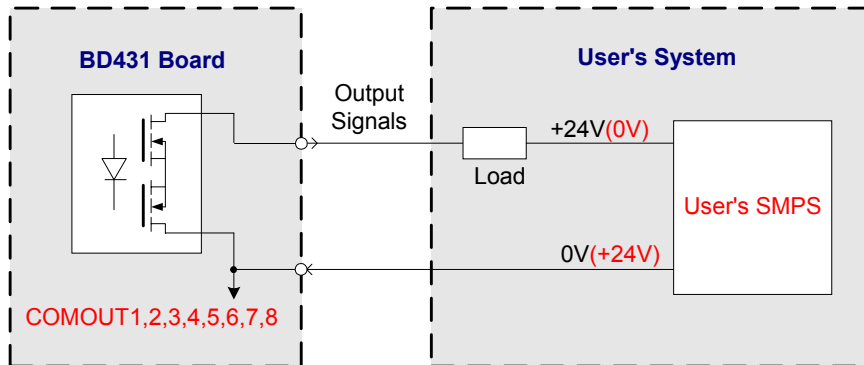 BD431 Board
User's System
Output
Signals
+24V(0V)
Load
User's SMPS
0V(+24V)
COMOUT1,2,3,4,5,6,7,8